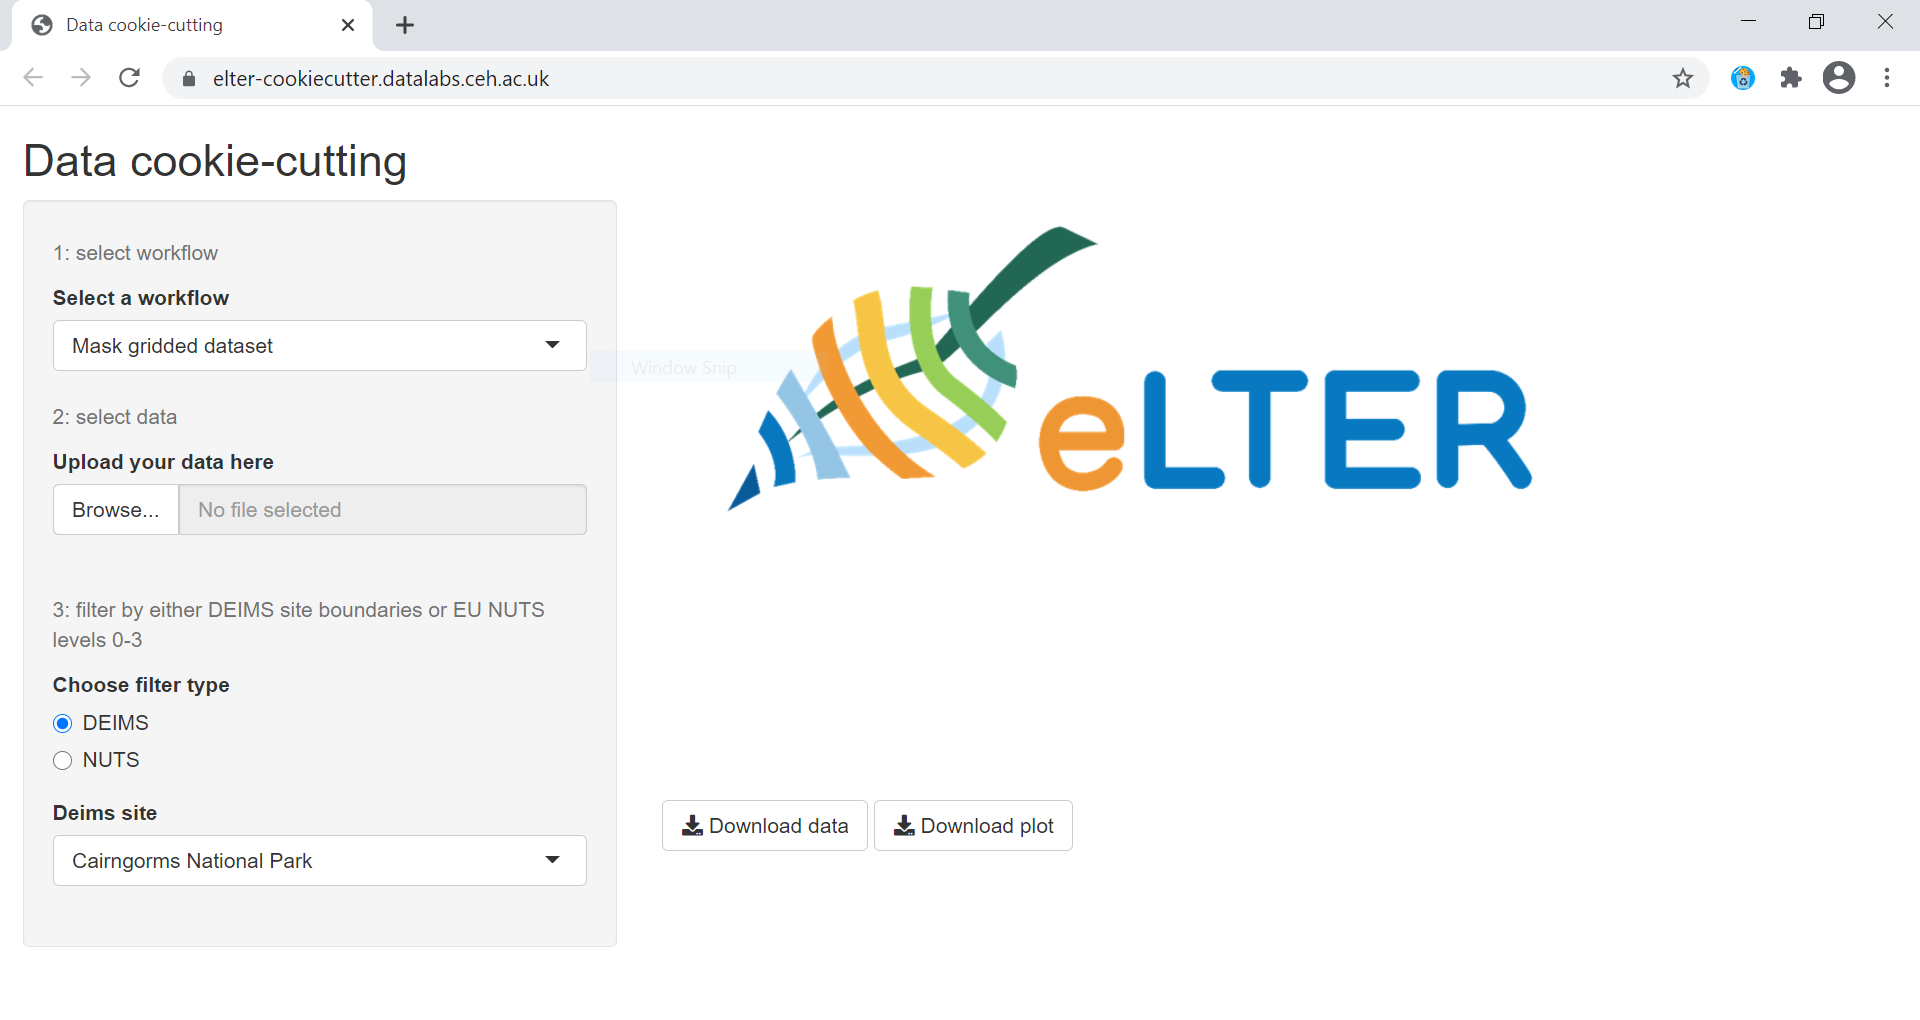 Data cookie-cutting
elter-cookiecutter.datalabs.ceh.ac.uk
Data cookie-cutting
1: select workflow
Select a workflow
Mask gridded dataset
Window Snip
2: select data
Upload your data here
Browse...
No file selected
eLTER
3: filter by either DEIMS site boundaries or EU NUTS
levels 0-3
Choose filter type
DEIMS
NUTS
Deims site
Cairngorms National Park
Download data
Download plot